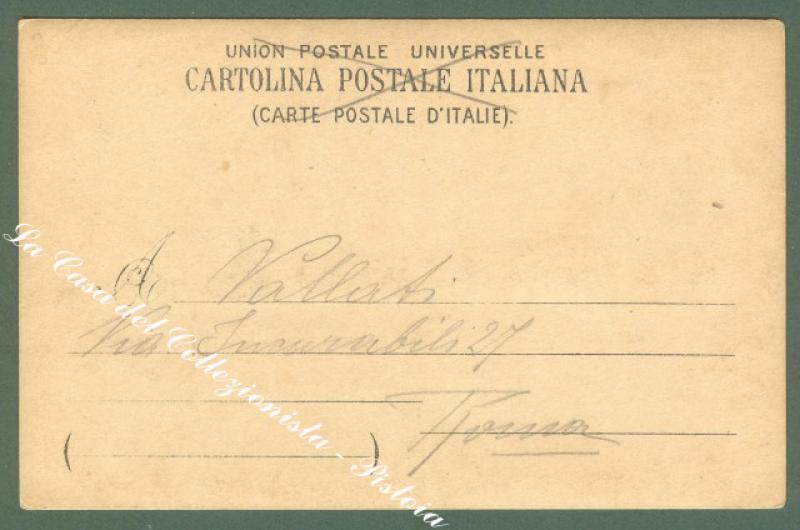 UNION POSTALE UNIVERSELLE
CARTOLINA POSTALE ITALIANA
(CARTE POSTALE D'ITALIE).
A Vallati
Via Incurabili 27
Roma
La Casa del Collezionista - Pistoia